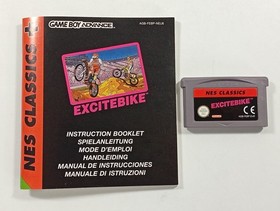 GAME BOY ADVANCE
NES CLASSICS
EXCITEBIKE
INSTRUCTION BOOKLET
SPIELANLEITUNG
MODE D'EMPLOI
HANDLEIDING
MANUAL DE INSTRUCCIONES
MANUALE DI ISTRUZIONI
NES CLASSICS
EXCITEBIKE